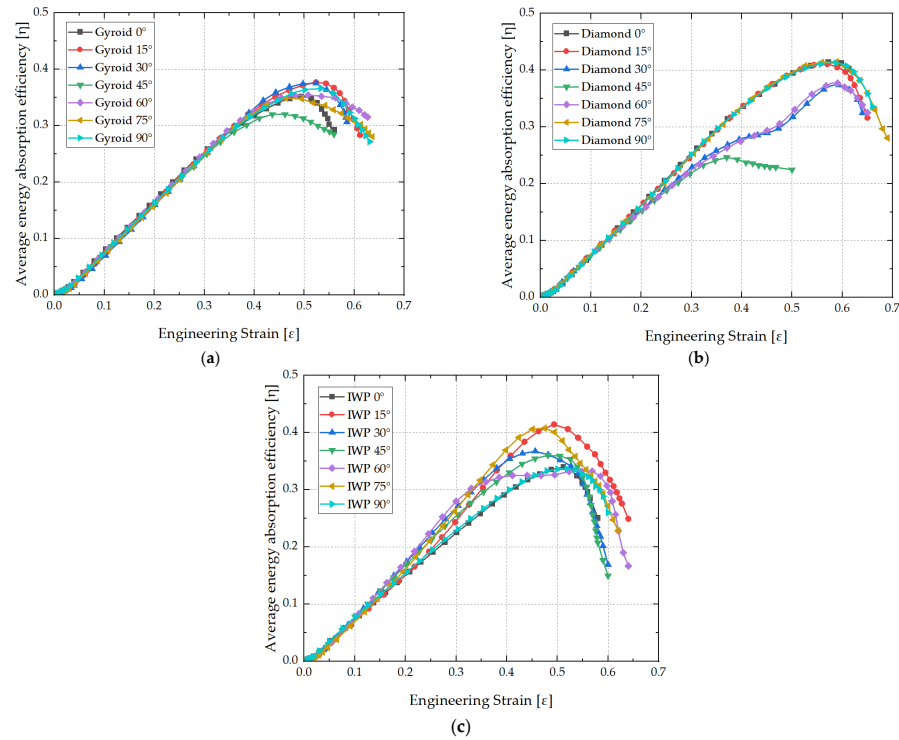 0.5
0.4
0.3
0.2
0.1
0.0
Average energy absorption efficiency [η]
Gyroid 0°
Gyroid 15°
Gyroid 30°
Gyroid 45°
Gyroid 60°
Gyroid 75°
Gyroid 90°
0.0 0.1 0.2 0.3 0.4 0.5 0.6 0.7
Engineering Strain [ε]
(a)
0.5
0.4
0.3
0.2
0.1
0.0
Average energy absorption efficiency [η]
Diamond 0°
Diamond 15°
Diamond 30°
Diamond 45°
Diamond 60°
Diamond 75°
Diamond 90°
0.0 0.1 0.2 0.3 0.4 0.5 0.6 0.7
Engineering Strain [ε]
(b)
0.5
0.4
0.3
0.2
0.1
0.0
Average energy absorption efficiency [η]
IWP 0°
IWP 15°
IWP 30°
IWP 45°
IWP 60°
IWP 75°
IWP 90°
0.0 0.1 0.2 0.3 0.4 0.5 0.6 0.7
Engineering Strain [ε]
(c)